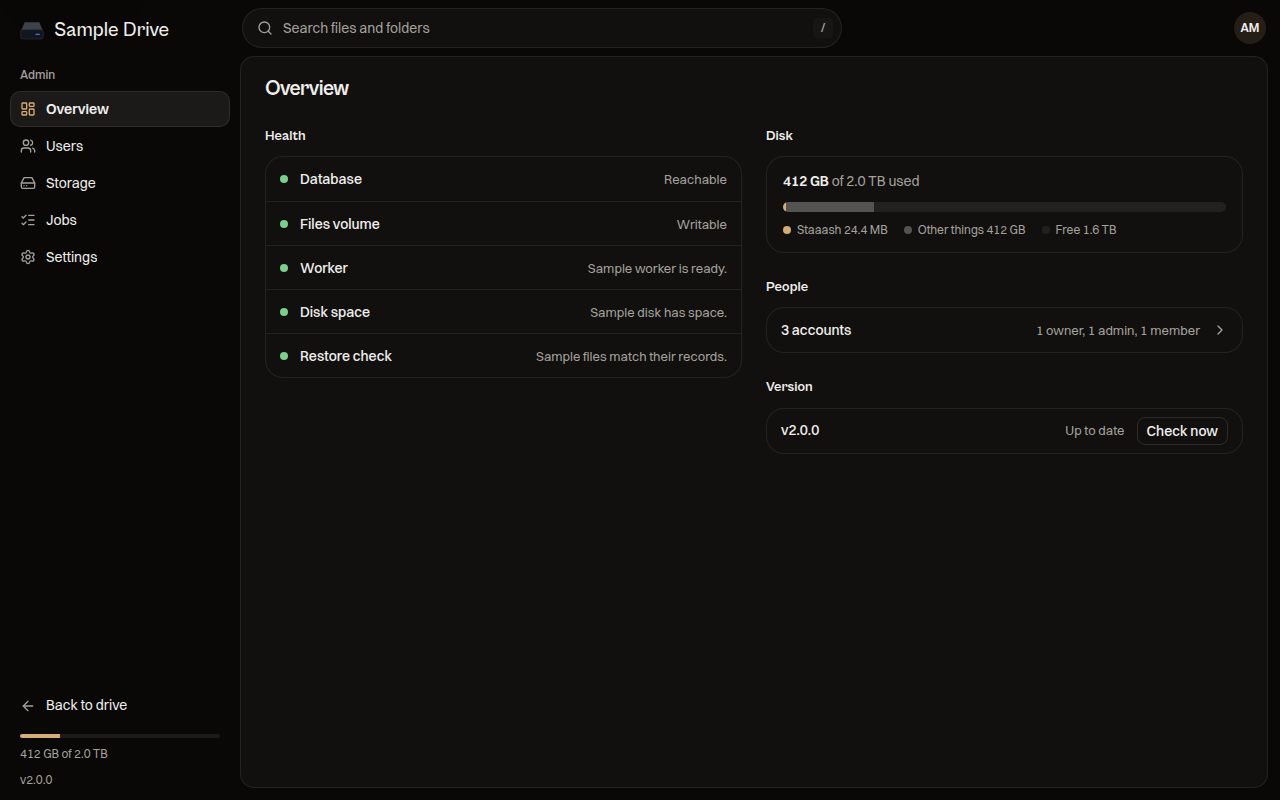 Sample Drive
Search files and folders
/
AM
Admin
Overview
Users
Storage
Jobs
Settings
Back to drive
412 GB of 2.0 TB
v2.0.0
Overview
Health
Database
Reachable
Files volume
Writable
Worker
Sample worker is ready.
Disk space
Sample disk has space.
Restore check
Sample files match their records.
Disk
412 GB of 2.0 TB used
Staaash 24.4 MB
Other things 412 GB
Free 1.6 TB
People
3 accounts
1 owner, 1 admin, 1 member
Version
v2.0.0
Up to date
Check now